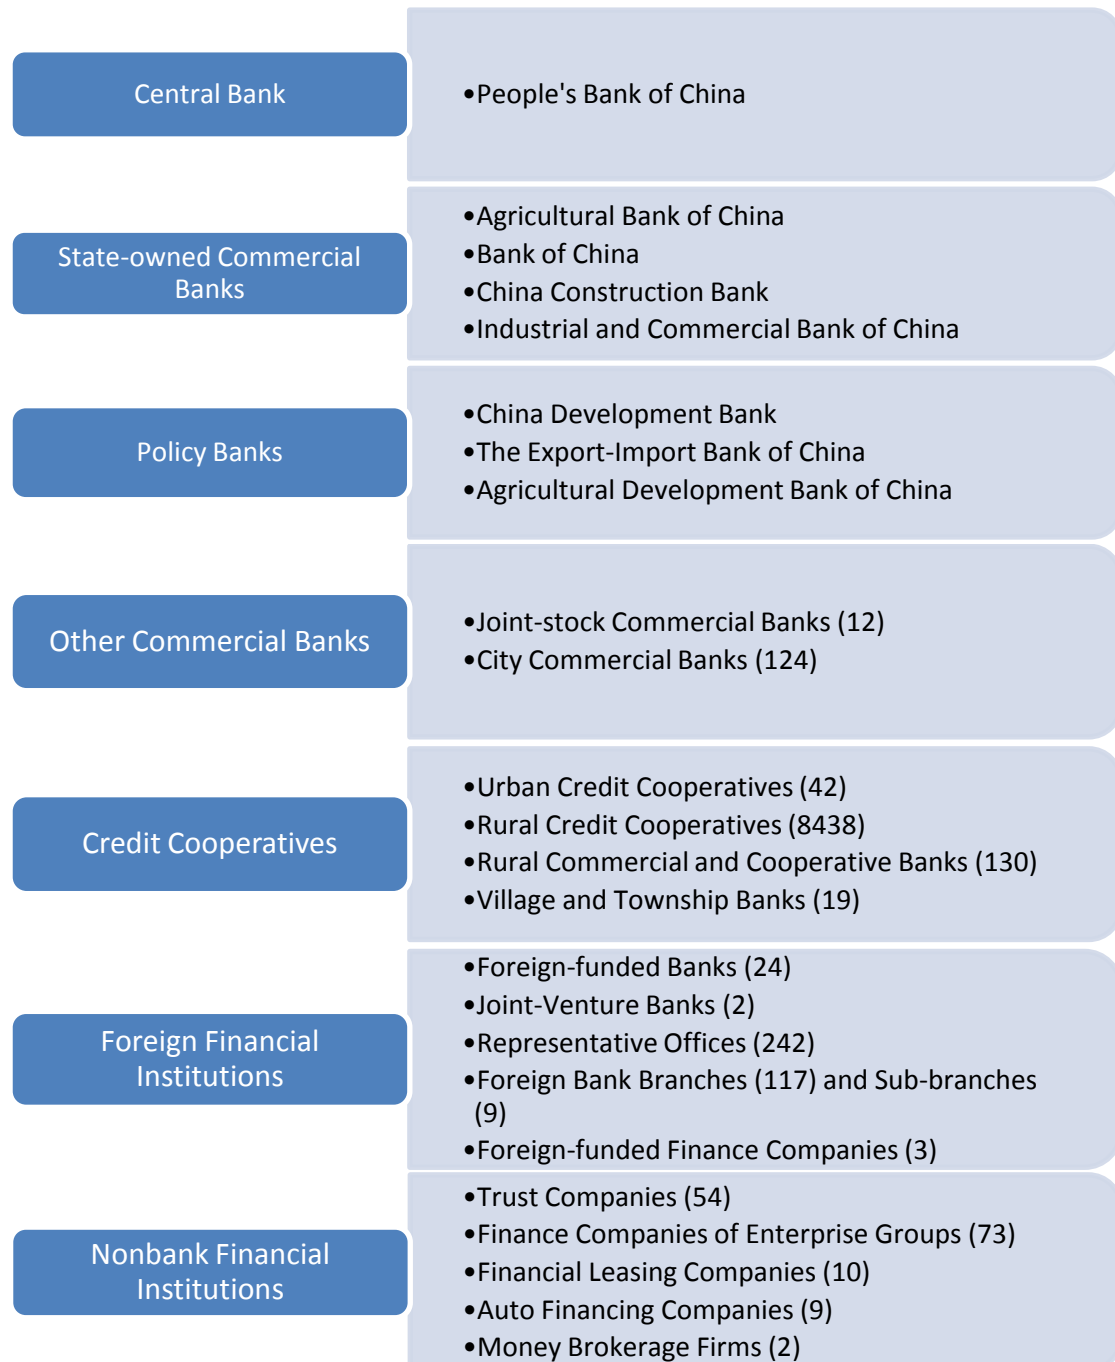 Central Bank
•People's Bank of China
State-owned Commercial
Banks
•Agricultural Bank of China
•Bank of China
•China Construction Bank
•Industrial and Commercial Bank of China
Policy Banks
•China Development Bank
•The Export-Import Bank of China
•Agricultural Development Bank of China
Other Commercial Banks
•Joint-stock Commercial Banks (12)
•City Commercial Banks (124)
Credit Cooperatives
•Urban Credit Cooperatives (42)
•Rural Credit Cooperatives (8438)
•Rural Commercial and Cooperative Banks (130)
•Village and Township Banks (19)
Foreign Financial
Institutions
•Foreign-funded Banks (24)
•Joint-Venture Banks (2)
•Representative Offices (242)
•Foreign Bank Branches (117) and Sub-branches
(9)
•Foreign-funded Finance Companies (3)
Nonbank Financial
Institutions
•Trust Companies (54)
•Finance Companies of Enterprise Groups (73)
•Financial Leasing Companies (10)
•Auto Financing Companies (9)
•Money Brokerage Firms (2)